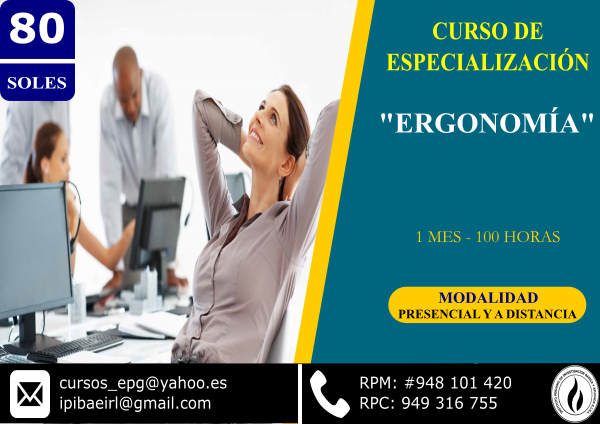 80
SOLES
CURSO DE
ESPECIALIZACIÓN
"ERGONOMÍA"
1 MES - 100 HORAS
MODALIDAD
PRESENCIAL Y A DISTANCIA
cursos_epg@yahoo.es
ipibaeirl@gmail.com
RPM: #948 101 420
RPC: 949 316 755